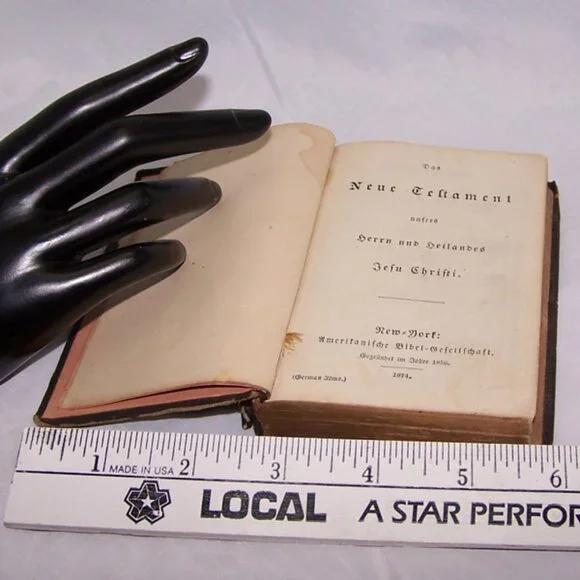 Das
Neue Testament
unsers
Herrn und Heilandes
Jesu Christi.
New-York:
Amerikanische Bibel-Gesellschaft,
Gegründet im Jahre 1816.
1874.
(German 32mo.)
1 MADE IN USA 2 3 4 5 6
LOCAL A STAR PERFOR